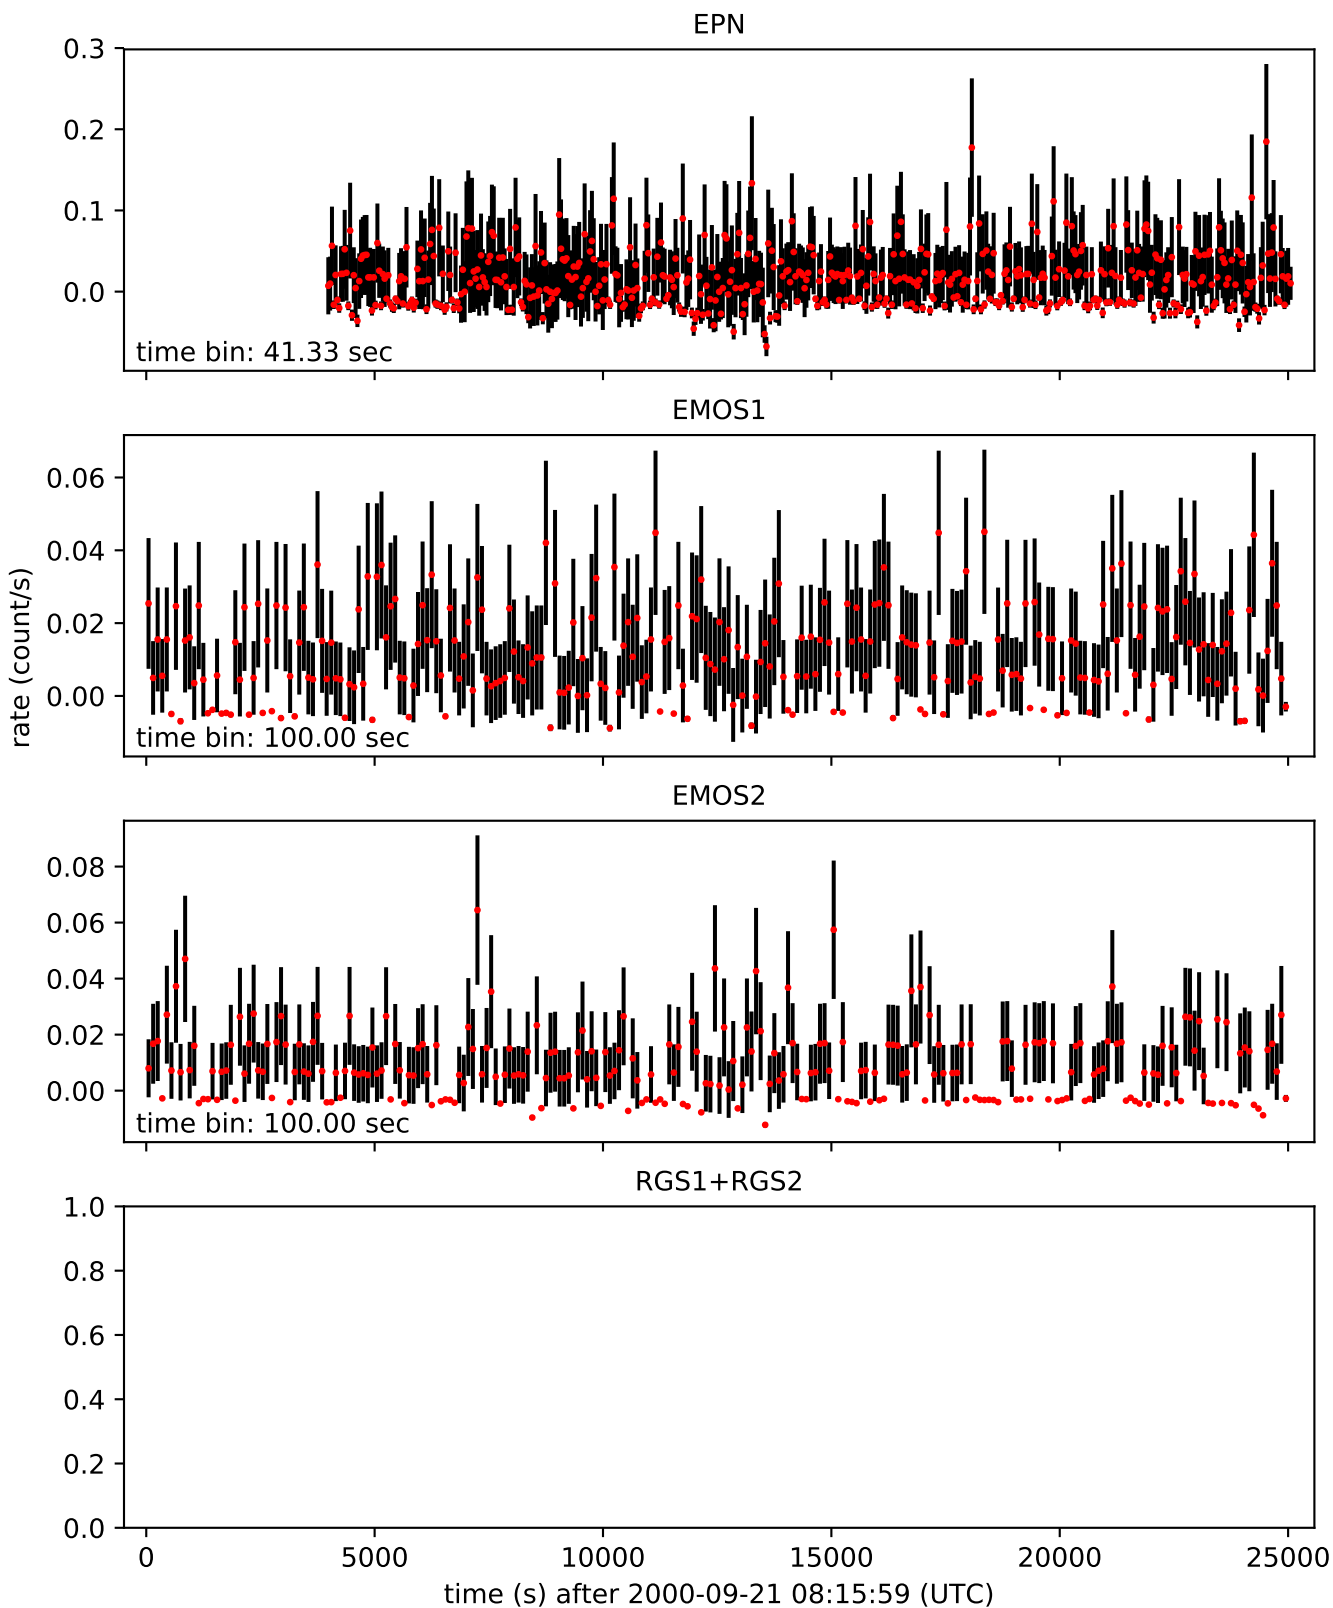 EPN
0.3
0.2
0.1
0.0
time bin: 41.33 sec
EMOS1
0.06
0.04
0.02
0.00
time bin: 100.00 sec
rate (count/s)
EMOS2
0.08
0.06
0.04
0.02
0.00
time bin: 100.00 sec
RGS1+RGS2
1.0
0.8
0.6
0.4
0.2
0.0
0 5000 10000 15000 20000 25000
time (s) after 2000-09-21 08:15:59 (UTC)